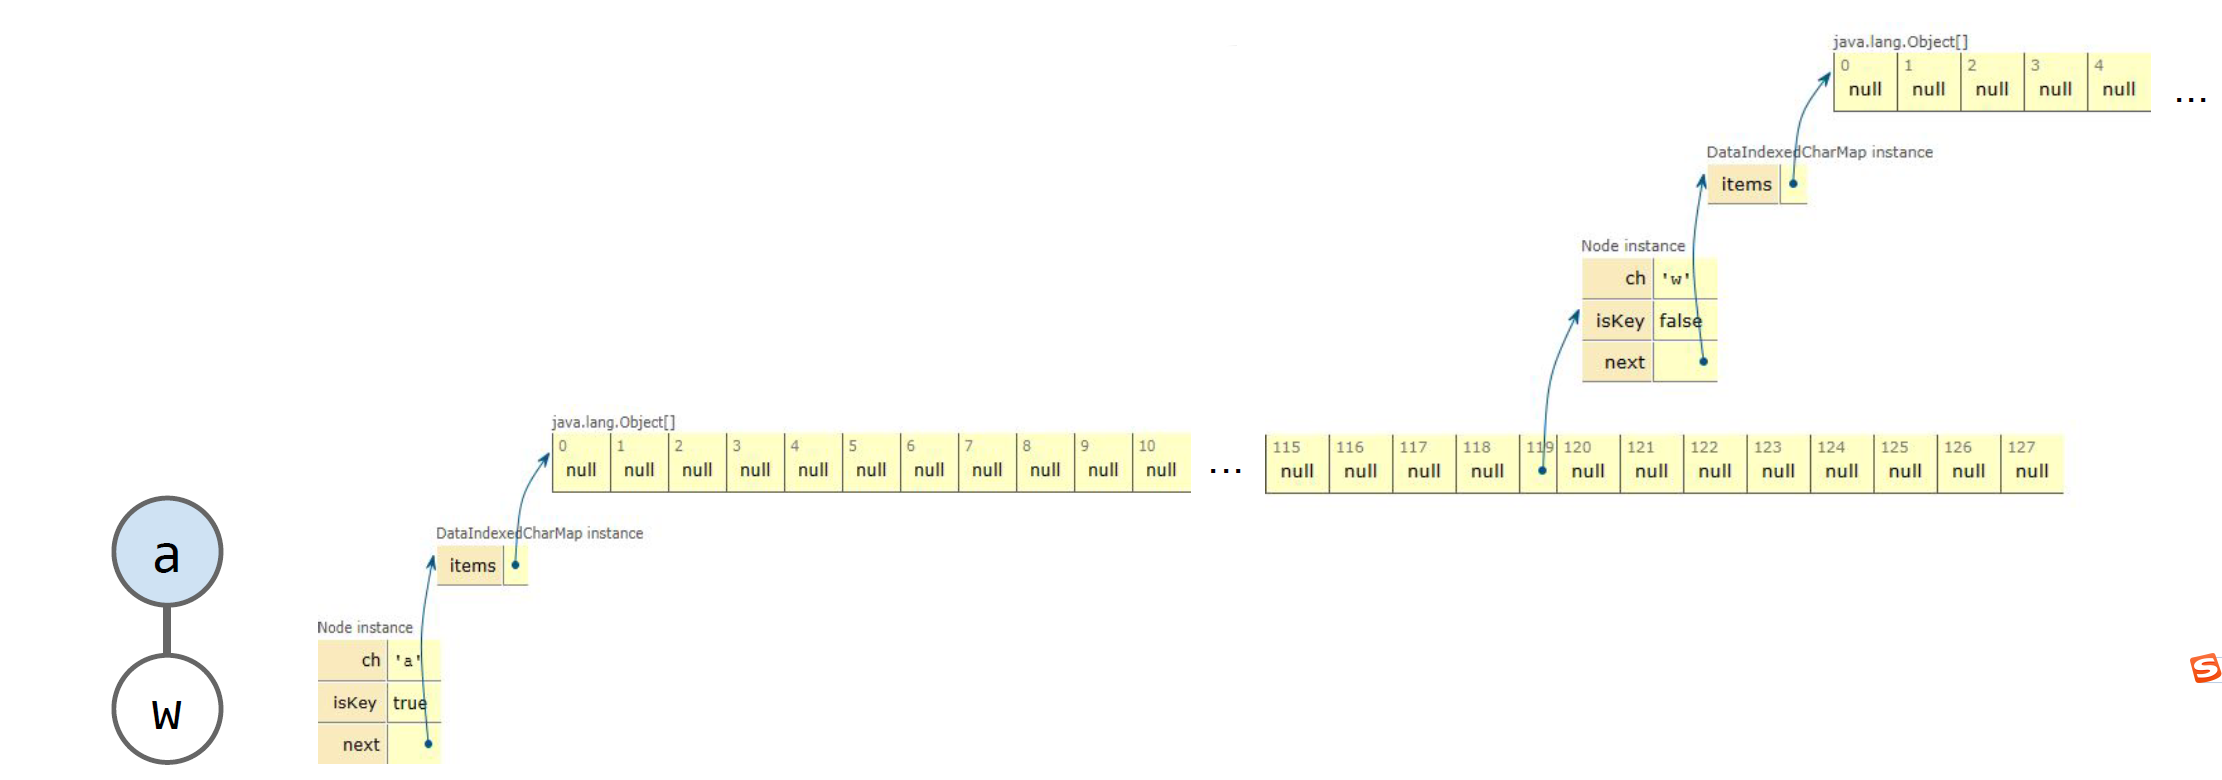 java.lang.Object[]
0 1 2 3 4
null null null null null ...
DataIndexedCharMap instance
items
Node instance
ch 'w'
isKey false
next
java.lang.Object[]
0 1 2 3 4 5 6 7 8 9 10 115 116 117 118 119 120 121 122 123 124 125 126 127
null null null null null null null null null null null ... null null null null null null null null null null null null
DataIndexedCharMap instance
items
a
Node instance
ch 'a'
isKey true
next
w
S